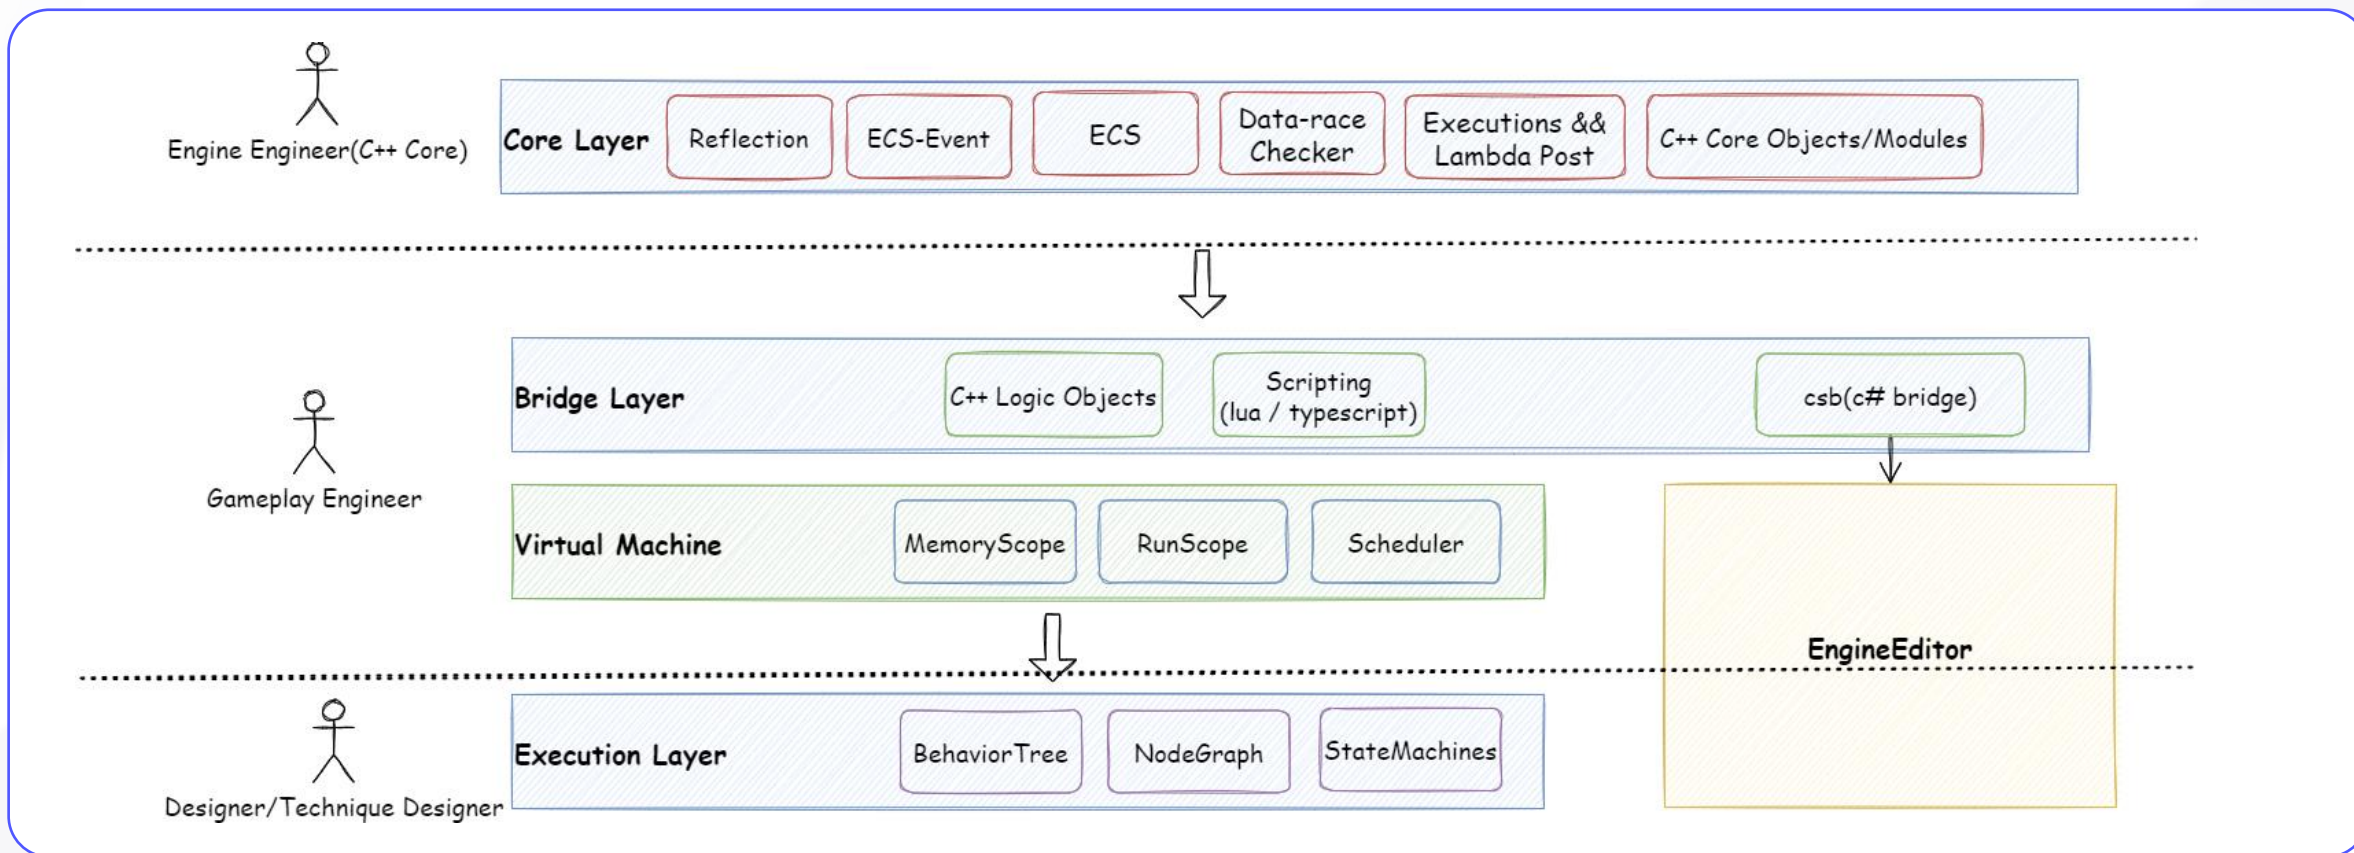 Engine Engineer(C++ Core)
Core Layer
Reflection
ECS-Event
ECS
Data-race
Checker
Executions &&
Lambda Post
C++ Core Objects/Modules
Gameplay Engineer
Bridge Layer
C++ Logic Objects
Scripting
(lua / typescript)
csb(c# bridge)
Virtual Machine
MemoryScope
RunScope
Scheduler
EngineEditor
Designer/Technique Designer
Execution Layer
BehaviorTree
NodeGraph
StateMachines